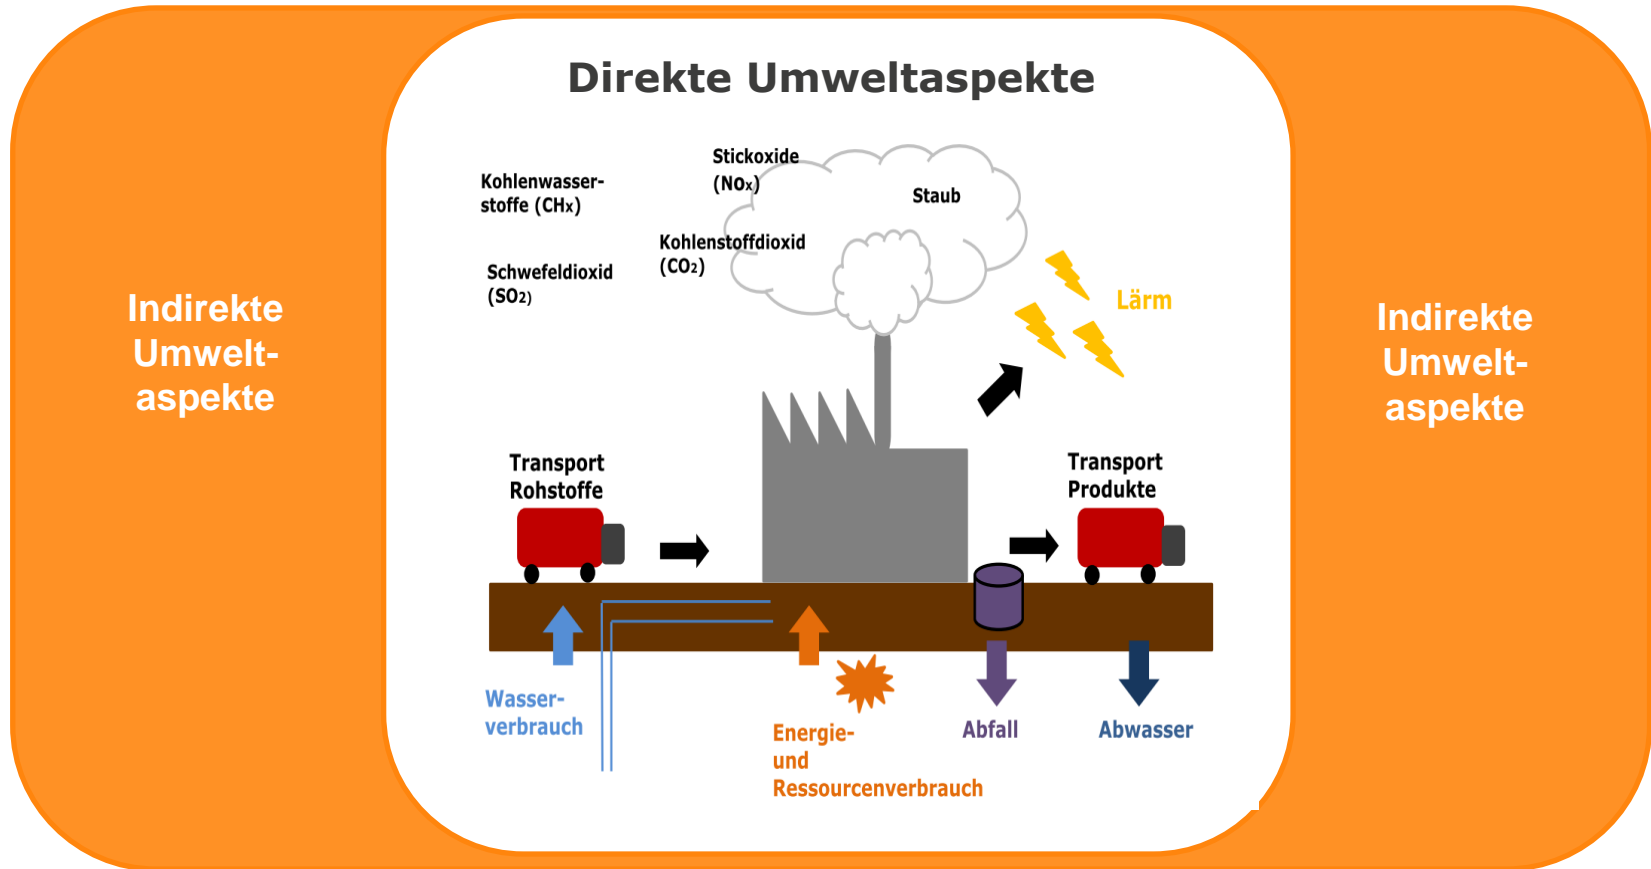 Direkte Umweltaspekte
Stickoxide
(NOx)
Kohlenwasser-
stoffe (CHx)
Staub
Kohlenstoffdioxid
(CO2)
Schwefeldioxid
(SO2)
Lärm
Indirekte
Umwelt-
aspekte
Indirekte
Umwelt-
aspekte
Transport
Rohstoffe
Transport
Produkte
Wasser-
verbrauch
Energie-
und
Ressourcenverbrauch
Abfall
Abwasser